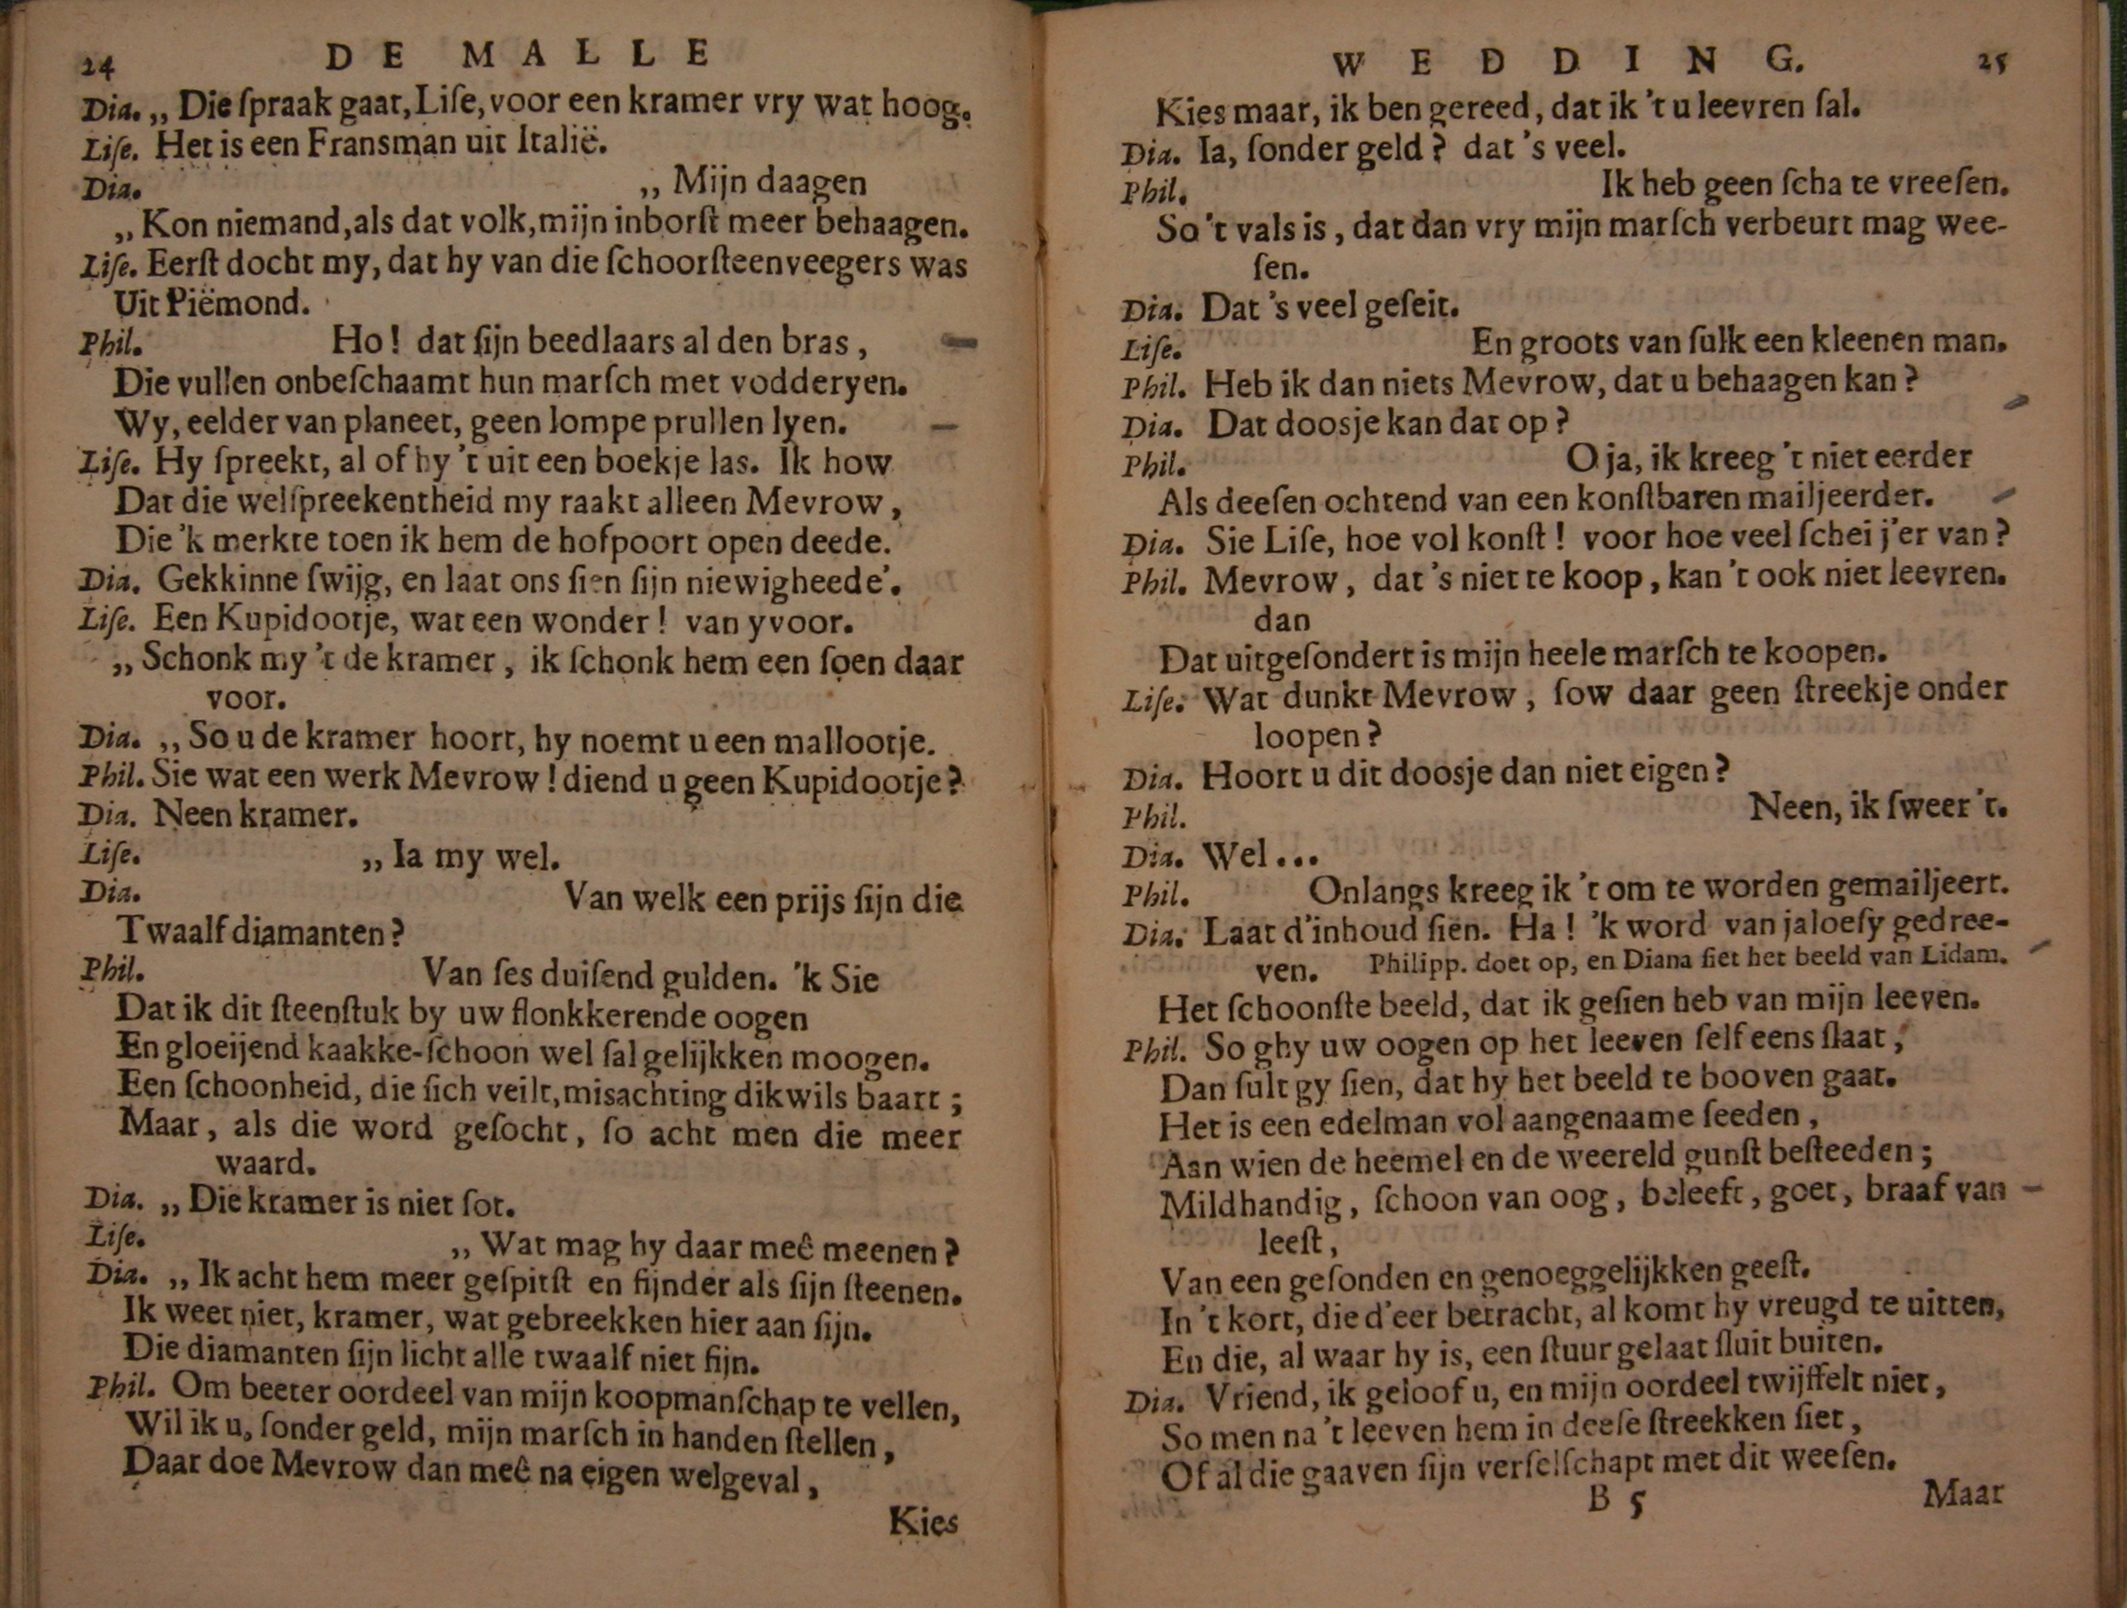 24 DE MALLE
Dia. ,, Die ſpraak gaat, Liſe, voor een kramer vry wat hoog.
Liſe. Het is een Fransman uit Italië.
Dia. ,, Mijn daagen
,, Kon niemand, als dat volk, mijn inborſt meer behaagen.
Liſe. Eerſt docht my, dat hy van die ſchoorſteenveegers was
Uit Piëmond.
Phil. Ho! dat ſijn beedlaars al den bras,
Die vullen onbeſchaamt hun marſch met vodderyen.
Wy, eelder van planeet, geen lompe prullen lyen.
Liſe. Hy ſpreekt, al of hy 't uit een boekje las. Ik how
Dat die welſpreekentheid my raakt alleen Mevrow,
Die 'k merkte toen ik hem de hofpoort open deede.
Dia. Gekkinne ſwijg, en laat ons ſien ſijn niewigheede'.
Liſe. Een Kupidootje, wat een wonder! van yvoor.
,, Schonk my 't de kramer, ik ſchonk hem een ſoen daar
voor.
Dia. ,, So u de kramer hoort, hy noemt u een mallootje.
Phil. Sie wat een werk Mevrow! diend u geen Kupidootje?
Dia. Neen kramer.
Liſe. ,, Ia my wel.
Dia. Van welk een prijs ſijn die
Twaalf diamanten?
Phil. Van ſes duiſend gulden. 'k Sie
Dat ik dit ſteenſtuk by uw flonkkerende oogen
En gloeijend kaakke-ſchoon wel ſal gelijkken moogen.
Een ſchoonheid, die ſich veilt, misachting dikwils baart;
Maar, als die word geſocht, ſo acht men die meer
waard.
Dia. ,, Die kramer is niet ſot.
Liſe. ,, Wat mag hy daar meê meenen?
Dia. ,, Ik acht hem meer geſpitſt en fijnder als ſijn ſteenen.
Ik weet niet, kramer, wat gebreekken hier aan ſijn.
Die diamanten ſijn licht alle twaalf niet fijn.
Phil. Om beeter oordeel van mijn koopmanſchap te vellen,
Wil ik u, ſonder geld, mijn marſch in handen ſtellen,
Daar doe Mevrow dan meê na eigen welgeval,
Kies
WEDDING. 25
Kies maar, ik ben gereed, dat ik 't u leevren ſal.
Dia. Ia, ſonder geld? dat 's veel.
Phil. Ik heb geen ſcha te vreeſen.
So 't vals is, dat dan vry mijn marſch verbeurt mag wee-
ſen.
Dia. Dat 's veel geſeit.
Liſe. En groots van ſulk een kleenen man.
Phil. Heb ik dan niets Mevrow, dat u behaagen kan?
Dia. Dat doosje kan dat op?
Phil. O ja, ik kreeg 't niet eerder
Als deeſen ochtend van een konſtbaren mailjeerder.
Dia. Sie Liſe, hoe vol konſt! voor hoe veel ſchei j'er van?
Phil. Mevrow, dat 's niet te koop, kan 't ook niet leevren.
dan
Dat uitgeſondert is mijn heele marſch te koopen.
Liſe. Wat dunkt Mevrow, ſow daar geen ſtreekje onder
loopen?
Dia. Hoort u dit doosje dan niet eigen?
Phil. Neen, ik ſweer 't.
Dia. Wel...
Phil. Onlangs kreeg ik 't om te worden gemailjeert.
Dia. Laat d'inhoud ſien. Ha! 'k word van jaloeſy gedree-
ven. Philipp. doet op, en Diana ſiet het beeld van Lidam.
Het ſchoonſte beeld, dat ik geſien heb van mijn leeven.
Phil. So ghy uw oogen op het leeven ſelf eens ſlaat,
Dan ſult gy ſien, dat hy het beeld te booven gaat.
Het is een edelman vol aangenaame ſeeden,
Aan wien de heemel en de weereld gunſt beſteeden;
Mildhandig, ſchoon van oog, beleeft, goet, braaf van
leeſt,
Van een geſonden en genoeggelijkken geeſt.
In 't kort, die d'eer betracht, al komt hy vreugd te uitten,
En die, al waar hy is, een ſtuur gelaat ſluit buiten.
Dia. Vriend, ik geloof u, en mijn oordeel twijffelt niet,
So men na 't leeven hem in deeſe ſtreekken ſiet,
Of al die gaaven ſijn verſelſchapt met dit weeſen.
B 5 Maar